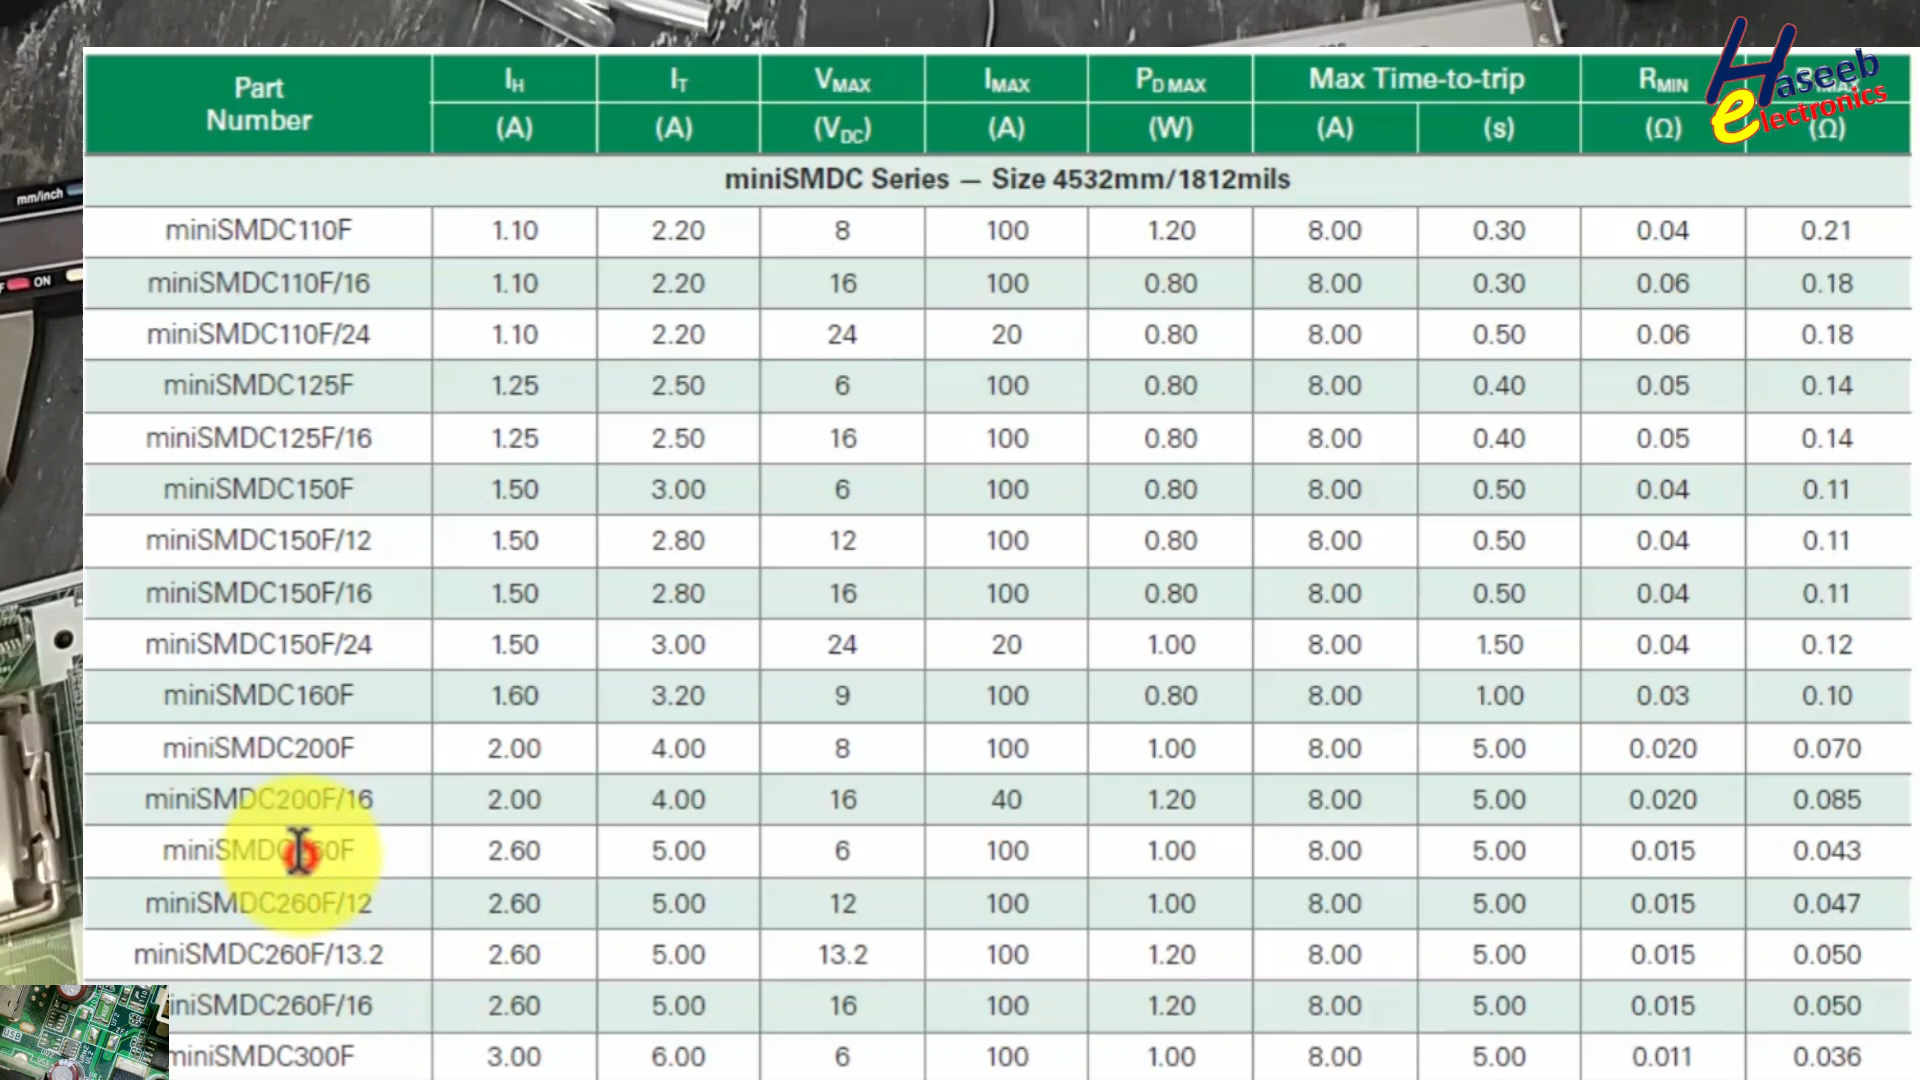 Haseeb
electronics
mm/inch
ON
Part Number IH IT VMAX IMAX PD MAX Max Time-to-trip RMIN
(A) (A) (VDC) (A) (W) (A) (s) (Ω) (Ω)
miniSMDC Series — Size 4532mm/1812mils
miniSMDC110F 1.10 2.20 8 100 1.20 8.00 0.30 0.04 0.21
miniSMDC110F/16 1.10 2.20 16 100 0.80 8.00 0.30 0.06 0.18
miniSMDC110F/24 1.10 2.20 24 20 0.80 8.00 0.50 0.06 0.18
miniSMDC125F 1.25 2.50 6 100 0.80 8.00 0.40 0.05 0.14
miniSMDC125F/16 1.25 2.50 16 100 0.80 8.00 0.40 0.05 0.14
miniSMDC150F 1.50 3.00 6 100 0.80 8.00 0.50 0.04 0.11
miniSMDC150F/12 1.50 2.80 12 100 0.80 8.00 0.50 0.04 0.11
miniSMDC150F/16 1.50 2.80 16 100 0.80 8.00 0.50 0.04 0.11
miniSMDC150F/24 1.50 3.00 24 20 1.00 8.00 1.50 0.04 0.12
miniSMDC160F 1.60 3.20 9 100 0.80 8.00 1.00 0.03 0.10
miniSMDC200F 2.00 4.00 8 100 1.00 8.00 5.00 0.020 0.070
miniSMDC200F/16 2.00 4.00 16 40 1.20 8.00 5.00 0.020 0.085
miniSMDC260F 2.60 5.00 6 100 1.00 8.00 5.00 0.015 0.043
miniSMDC260F/12 2.60 5.00 12 100 1.00 8.00 5.00 0.015 0.047
miniSMDC260F/13.2 2.60 5.00 13.2 100 1.20 8.00 5.00 0.015 0.050
iniSMDC260F/16 2.60 5.00 16 100 1.20 8.00 5.00 0.015 0.050
miniSMDC300F 3.00 6.00 6 100 1.00 8.00 5.00 0.011 0.036